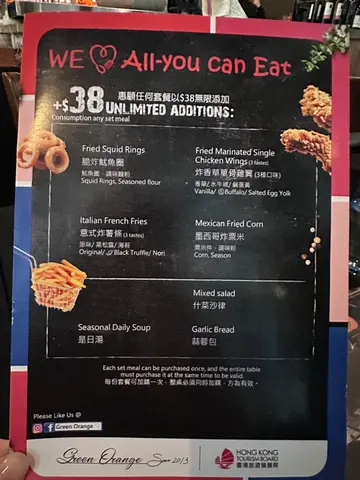 WE All-you can Eat
惠顧任何套餐以$38無限添加
+$38 UNLIMITED ADDITIONS:
Consumption any set meal
Fried Squid Rings
脆炸魷魚圈
魷魚圈、調味麵粉
Squid Rings, Seasoned flour
Fried Marinated Single
Chicken Wings (3 tastes)
炸香草單骨雞翼 (3種口味)
香草/ 水牛城/ 鹹蛋黃
Vanilla/ Buffalo/ Salted Egg Yolk
Italian French Fries
意式炸薯條 (3 tastes)
原味/ 黑松露/ 海苔
Original/ Black Truffle/ Nori
Mexican Fried Corn
墨西哥炸粟米
粟米伴、調味粉
Corn, Season
Mixed salad
什菜沙律
Seasonal Daily Soup
是日湯
Garlic Bread
蒜蓉包
Each set meal can be purchased once, and the entire table
must purchase it at the same time to be valid.
每份套餐可加購一次，整桌必須同時加購，方為有效。
Please Like Us @
Green Orange
Green Orange Since 2013
HONG KONG
TOURISM BOARD
香港旅遊發展局